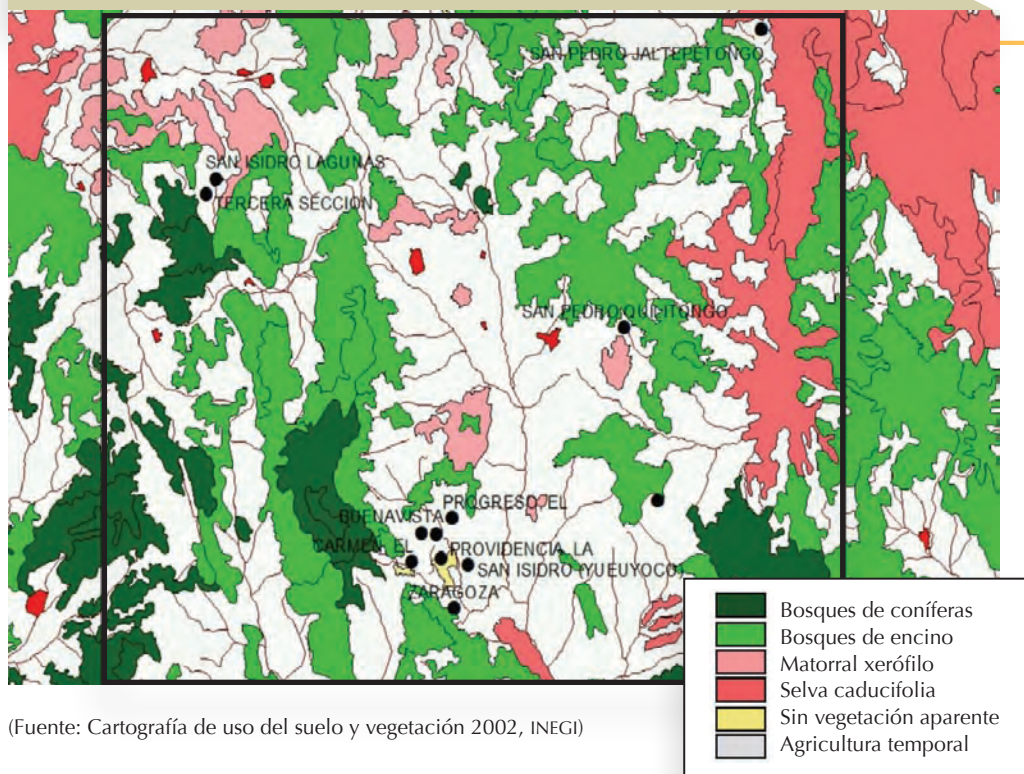 SAN PEDRO JALTEPETONGO
SAN ISIDRO LAGUNAS
TERCERA SECCION
SAN PEDRO QUILITONGO
PROGRESO, EL
BUENAVISTA
CARMEN, EL
PROVIDENCIA, LA
SAN ISIDRO (YUEUYOCO)
ZARAGOZA
Bosques de coníferas
Bosques de encino
Matorral xerófilo
Selva caducifolia
Sin vegetación aparente
Agricultura temporal
(Fuente: Cartografía de uso del suelo y vegetación 2002, INEGI)